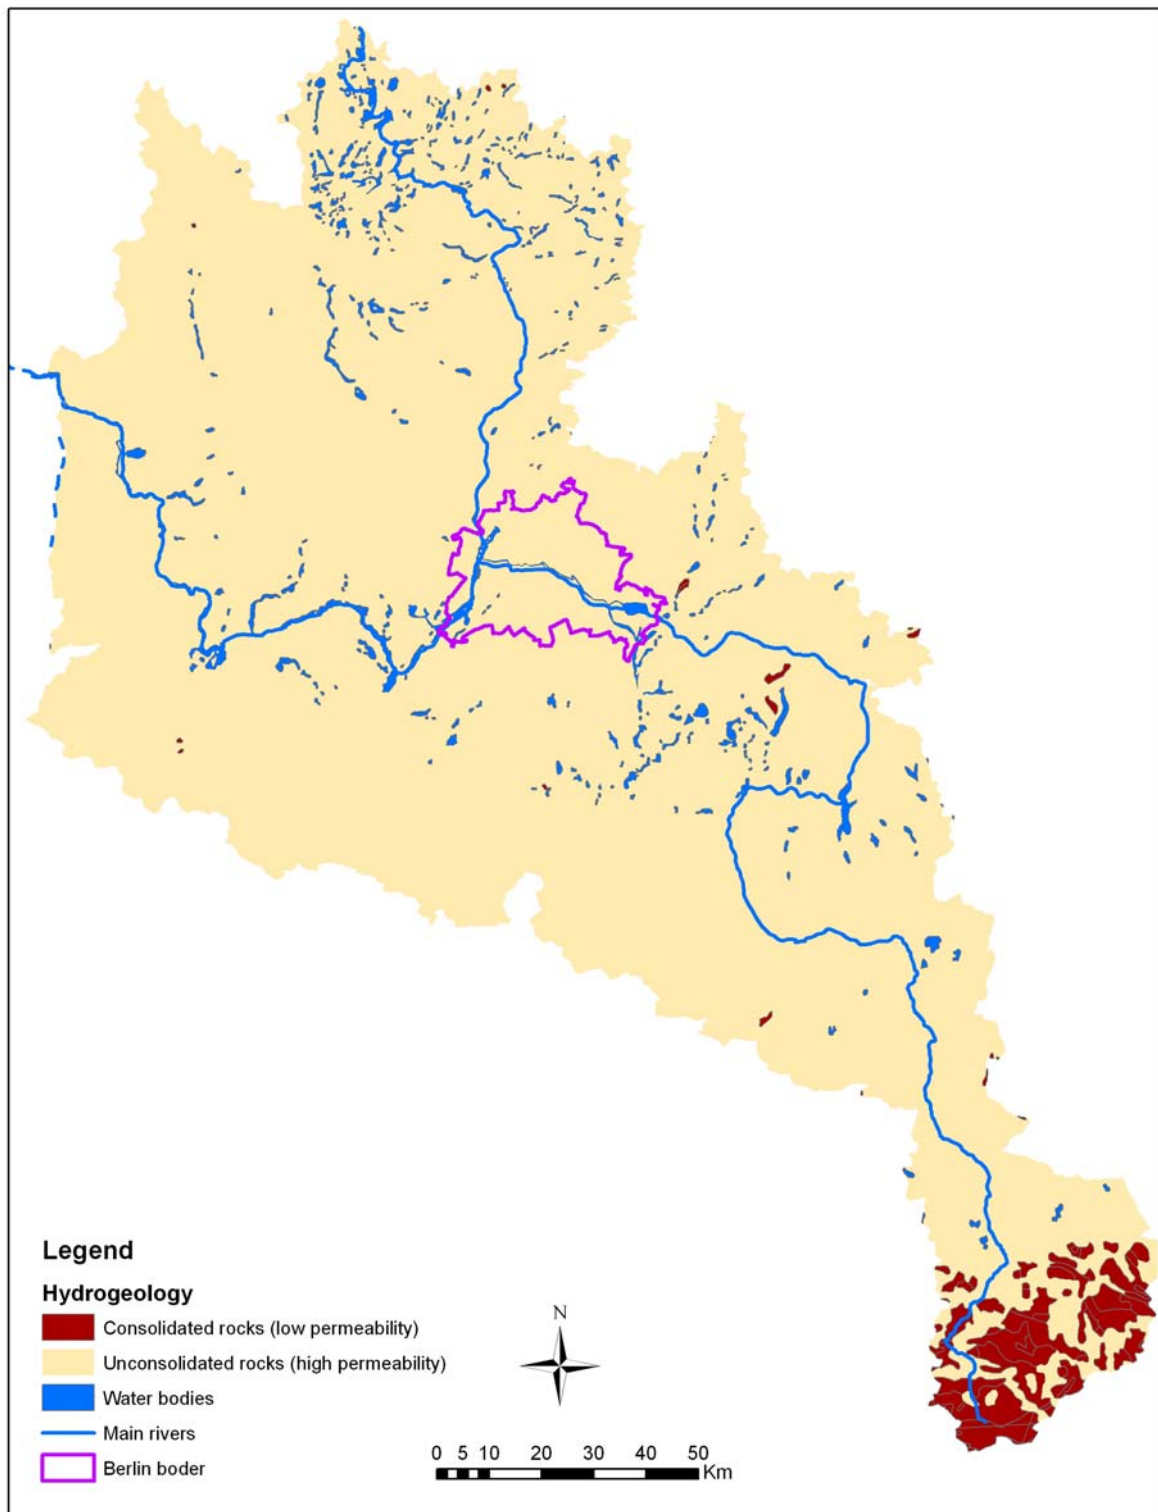 Legend
Hydrogeology
Consolidated rocks (low permeability)
Unconsolidated rocks (high permeability)
Water bodies
Main rivers
Berlin boder
N
0 5 10 20 30 40 50
Km